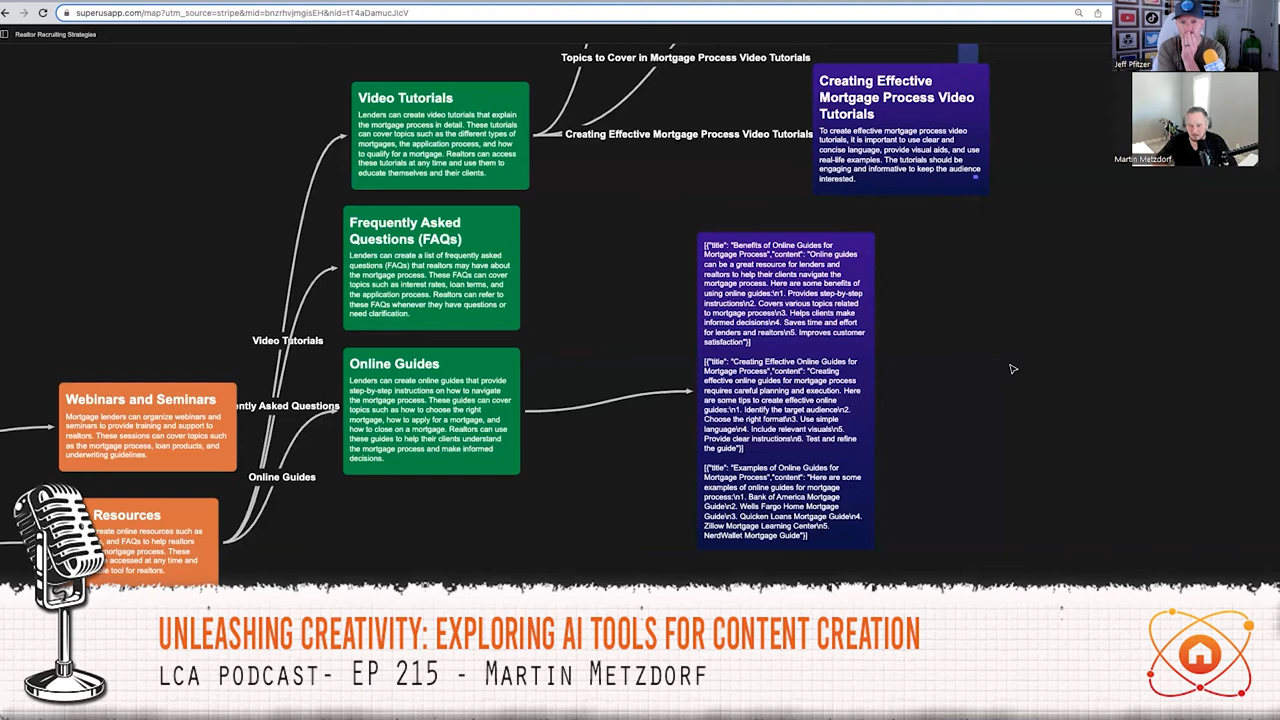 superusapp.com/map?utm_source=stripe&mid=bnzrhvjmgisEH&nid=tT4aDamucJlcV
Realtor Recruiting Strategies
Topics to Cover in Mortgage Process Video Tutorials
Jeff Pfitzer
Martin Metzdorf
Video Tutorials
Lenders can create video tutorials that explain
the mortgage process in detail. These tutorials
can cover topics such as the different types of
mortgages, the application process, and how
to qualify for a mortgage. Realtors can access
these tutorials at any time and use them to
educate themselves and their clients.
Creating Effective Mortgage Process Video Tutorials
Creating Effective
Mortgage Process Video
Tutorials
To create effective mortgage process video
tutorials, it is important to use clear and
concise language, provide visual aids, and use
real-life examples. The tutorials should be
engaging and informative to keep the audience
interested.
Frequently Asked
Questions (FAQs)
Lenders can create a list of frequently asked
questions (FAQs) that realtors may have about
the mortgage process. These FAQs can cover
topics such as interest rates, loan terms, and
the application process. Realtors can refer to
these FAQs whenever they have questions or
need clarification.
Video Tutorials
ntly Asked Questions
Online Guides
Online Guides
Lenders can create online guides that provide
step-by-step instructions on how to navigate
the mortgage process. These guides can cover
topics such as how to choose the right
mortgage, how to apply for a mortgage, and
how to close on a mortgage. Realtors can use
these guides to help their clients understand
the mortgage process and make informed
decisions.
[{"title": "Benefits of Online Guides for
Mortgage Process","content": "Online guides
can be a great resource for lenders and
realtors to help their clients navigate the
mortgage process. Here are some benefits of
using online guides:\n1. Provides step-by-step
instructions\n2. Covers various topics related
to mortgage process\n3. Helps clients make
informed decisions\n4. Saves time and effort
for lenders and realtors\n5. Improves customer
satisfaction"}]
[{"title": "Creating Effective Online Guides for
Mortgage Process","content": "Creating
effective online guides for mortgage process
requires careful planning and execution. Here
are some tips to create effective online
guides:\n1. Identify the target audience\n2.
Choose the right format\n3. Use simple
language\n4. Include relevant visuals\n5.
Provide clear instructions\n6. Test and refine
the guide"}]
[{"title": "Examples of Online Guides for
Mortgage Process","content": "Here are some
examples of online guides for mortgage
process:\n1. Bank of America Mortgage
Guide\n2. Wells Fargo Home Mortgage
Guide\n3. Quicken Loans Mortgage Guide\n4.
Zillow Mortgage Learning Center\n5.
NerdWallet Mortgage Guide"}]
Webinars and Seminars
Mortgage lenders can organize webinars and
seminars to provide training and support to
realtors. These sessions can cover topics such
as the mortgage process, loan products, and
underwriting guidelines.
Resources
create online resources such as
, and FAQs to help realtors
mortgage process. These
accessed at any time and
tool for realtors.
UNLEASHING CREATIVITY: EXPLORING AI TOOLS FOR CONTENT CREATION
LCA PODCAST- EP 215 - MARTIN METZDORF